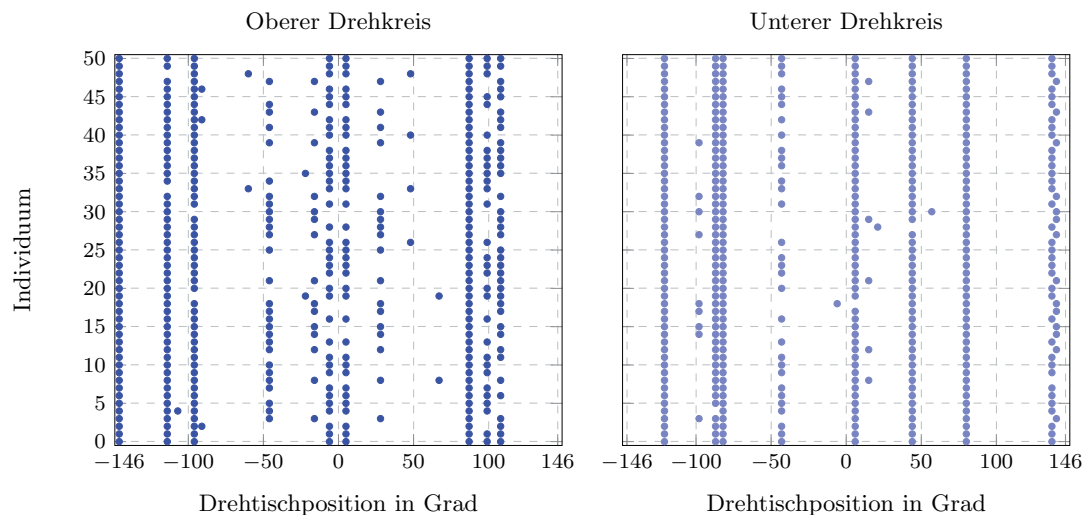 Oberer Drehkreis
Unterer Drehkreis
50
45
40
35
30
25
20
15
10
5
0
Individuum
−146 −100 −50 0 50 100 146
−146 −100 −50 0 50 100 146
Drehtischposition in Grad
Drehtischposition in Grad